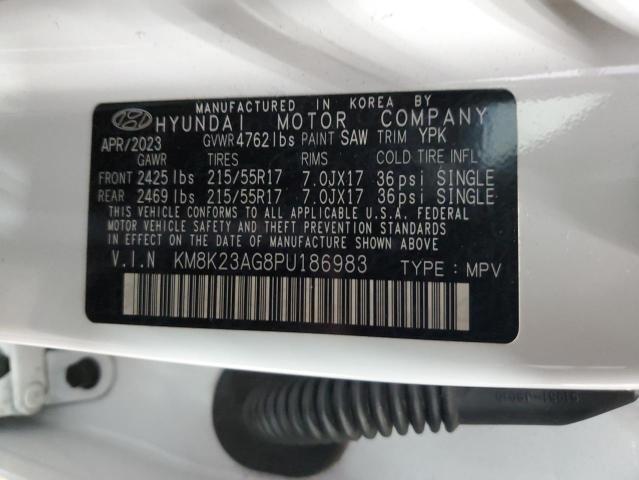 MANUFACTURED IN KOREA BY
HYUNDAI MOTOR COMPANY
APR/2023 GVWR 4762lbs PAINT SAW TRIM YPK
GAWR TIRES RIMS COLD TIRE INFL'
FRONT 2425 lbs 215/55R17 7.0JX17 36psi SINGLE
REAR 2469 lbs 215/55R17 7.0JX17 36psi SINGLE
THIS VEHICLE CONFORMS TO ALL APPLICABLE U.S.A. FEDERAL
MOTOR VEHICLE SAFETY AND THEFT PREVENTION STANDARDS
IN EFFECT ON THE DATE OF MANUFACTURE SHOWN ABOVE.
V.I.N KM8K23AG8PU186983 TYPE : MPV